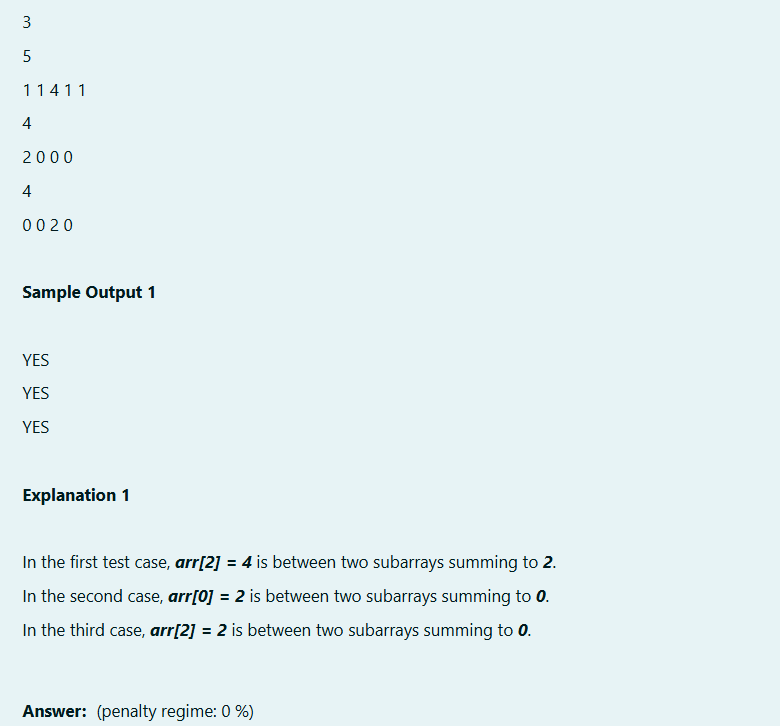 3
5
1 1 4 1 1
4
2 0 0 0
4
0 0 2 0
Sample Output 1
YES
YES
YES
Explanation 1
In the first test case, arr[2] = 4 is between two subarrays summing to 2.
In the second case, arr[0] = 2 is between two subarrays summing to 0.
In the third case, arr[2] = 2 is between two subarrays summing to 0.
Answer: (penalty regime: 0 %)